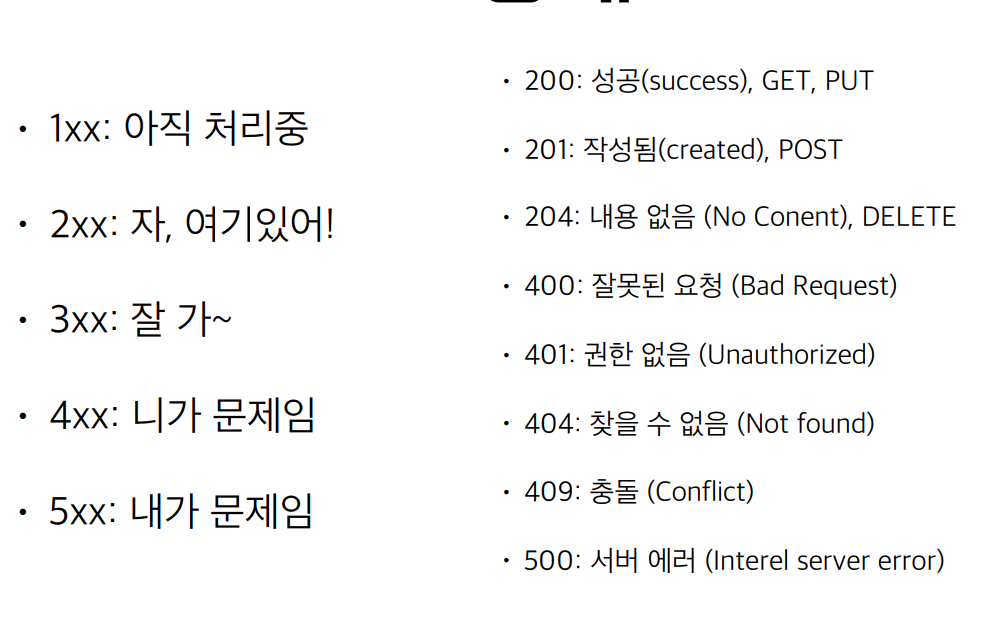 • 1xx: 아직 처리중
• 2xx: 자, 여기있어!
• 3xx: 잘 가~
• 4xx: 니가 문제임
• 5xx: 내가 문제임
• 200: 성공(success), GET, PUT
• 201: 작성됨(created), POST
• 204: 내용 없음 (No Conent), DELETE
• 400: 잘못된 요청 (Bad Request)
• 401: 권한 없음 (Unauthorized)
• 404: 찾을 수 없음 (Not found)
• 409: 충돌 (Conflict)
• 500: 서버 에러 (Interel server error)